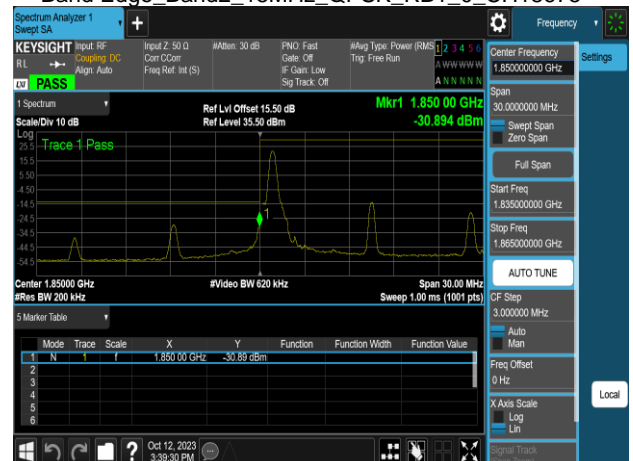 Spectrum Analyzer 1
Swept SA
Frequency
KEYSIGHT
RL
LXI
PASS
Input: RF
Coupling: DC
Align: Auto
Input Z: 50 Ω
Corr CCorr
Freq Ref: Int (S)
#Atten: 30 dB
PNO: Fast
Gate: Off
IF Gain: Low
Sig Track: Off
#Avg Type: Power (RMS
Trig: Free Run
1 2 3 4 5 6
A W W W W W
A N N N N N
Center Frequency
1.850000000 GHz
Settings
1 Spectrum
Scale/Div 10 dB
Ref Lvl Offset 15.50 dB
Ref Level 35.50 dBm
Mkr1 1.850 00 GHz
-30.894 dBm
Log
Trace 1 Pass
25.5
15.5
5.50
-4.50
-14.5
-24.5
-34.5
-44.5
-54.5
1
Center 1.85000 GHz
#Res BW 200 kHz
#Video BW 620 kHz
Span 30.00 MHz
Sweep 1.00 ms (1001 pts)
Span
30.0000000 MHz
Swept Span
Zero Span
Full Span
Start Freq
1.835000000 GHz
Stop Freq
1.865000000 GHz
AUTO TUNE
CF Step
3.000000 MHz
Auto
Man
Freq Offset
0 Hz
X Axis Scale
Log
Lin
Signal Track
Local
5 Marker Table
Mode Trace Scale X Y Function Function Width Function Value
1 N 1 f 1.850 00 GHz -30.89 dBm
2
3
4
5
6
?
Oct 12, 2023
3:39:30 PM